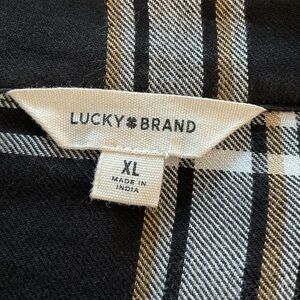 LUCKY BRAND
XL
MADE IN
INDIA